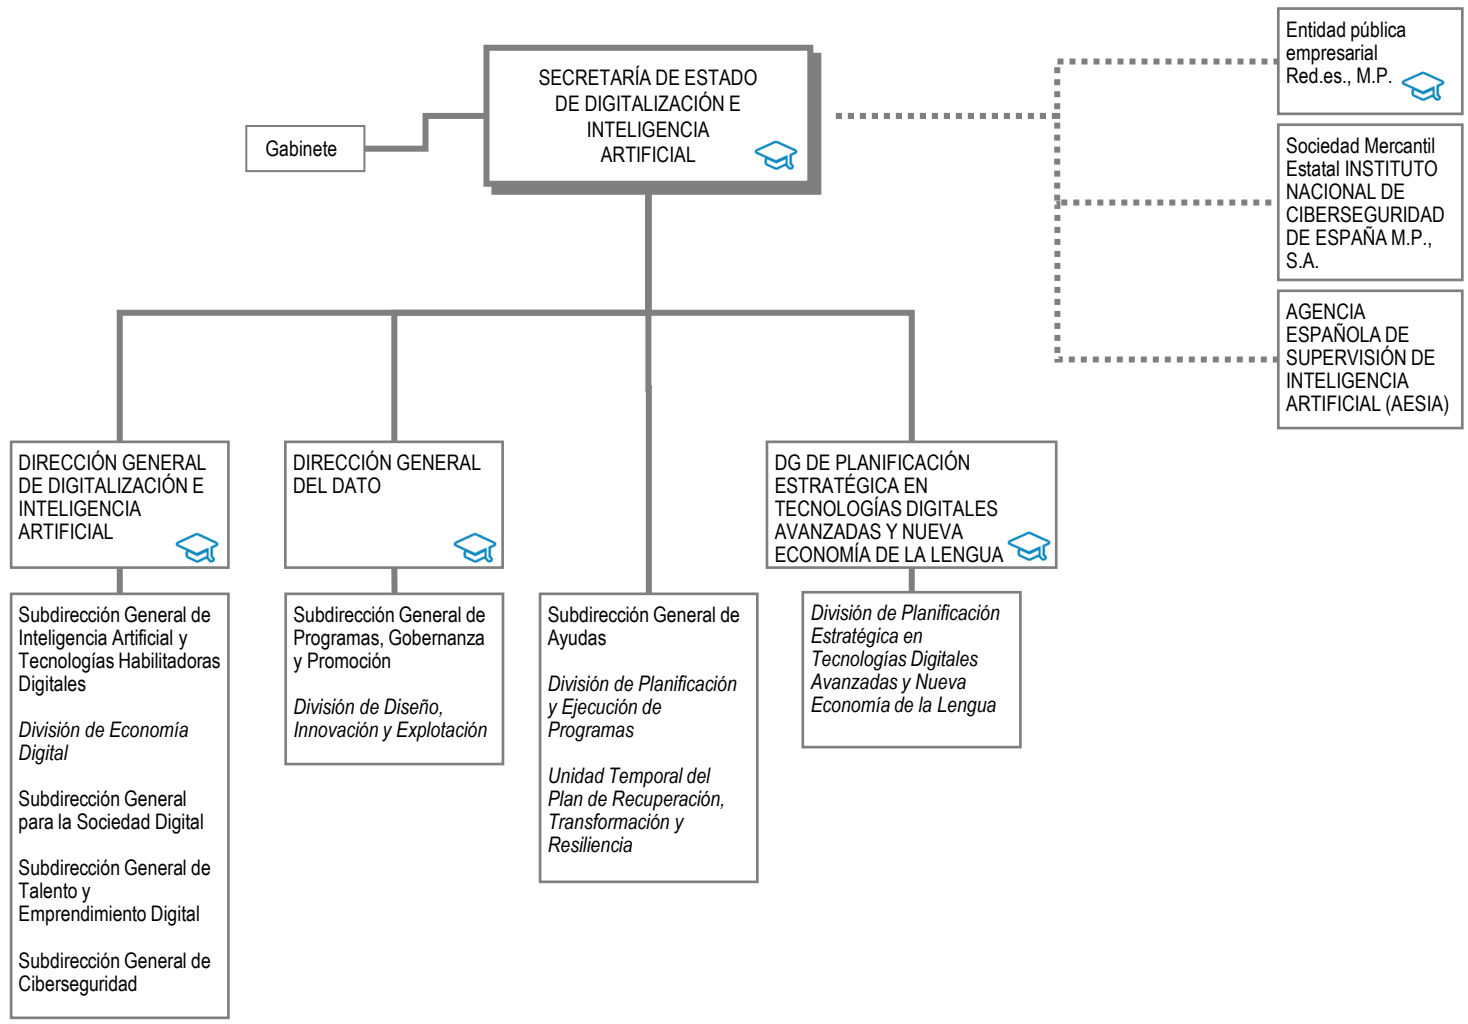 SECRETARÍA DE ESTADO
DE DIGITALIZACIÓN E
INTELIGENCIA
ARTIFICIAL
Gabinete
Entidad pública
empresarial
Red.es., M.P.
Sociedad Mercantil
Estatal INSTITUTO
NACIONAL DE
CIBERSEGURIDAD
DE ESPAÑA M.P.,
S.A.
AGENCIA
ESPAÑOLA DE
SUPERVISIÓN DE
INTELIGENCIA
ARTIFICIAL (AESIA)
DIRECCIÓN GENERAL
DE DIGITALIZACIÓN E
INTELIGENCIA
ARTIFICIAL
Subdirección General de
Inteligencia Artificial y
Tecnologías Habilitadoras
Digitales
División de Economía
Digital
Subdirección General
para la Sociedad Digital
Subdirección General de
Talento y
Emprendimiento Digital
Subdirección General de
Ciberseguridad
DIRECCIÓN GENERAL
DEL DATO
Subdirección General de
Programas, Gobernanza
y Promoción
División de Diseño,
Innovación y Explotación
Subdirección General de
Ayudas
División de Planificación
y Ejecución de
Programas
Unidad Temporal del
Plan de Recuperación,
Transformación y
Resiliencia
DG DE PLANIFICACIÓN
ESTRATÉGICA EN
TECNOLOGÍAS DIGITALES
AVANZADAS Y NUEVA
ECONOMÍA DE LA LENGUA
División de Planificación
Estratégica en
Tecnologías Digitales
Avanzadas y Nueva
Economía de la Lengua